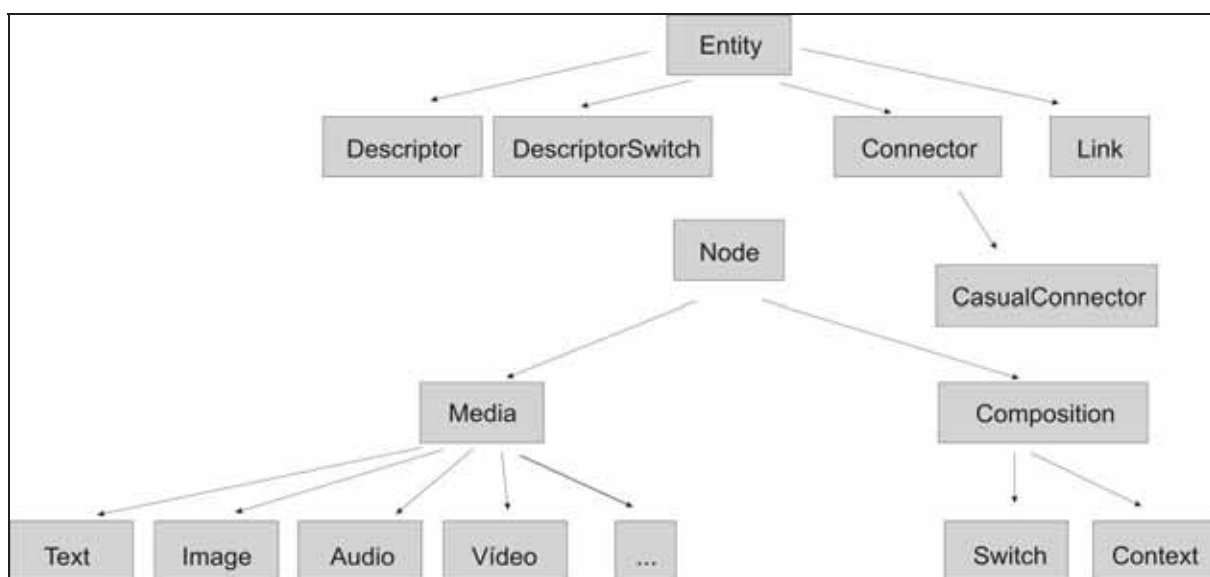 Entity
Descriptor
DescriptorSwitch
Connector
Link
Node
CasualConnector
Media
Composition
Text
Image
Audio
Vídeo
...
Switch
Context